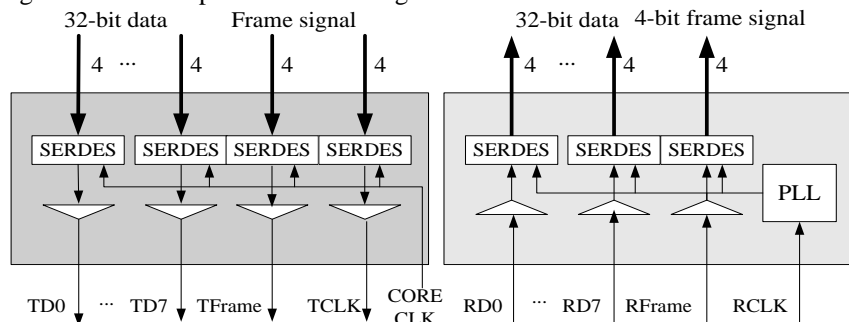 32-bit data Frame signal 32-bit data 4-bit frame signal
4 ... 4 4 4 4 ... 4 4
SERDES SERDES SERDES SERDES SERDES SERDES SERDES
PLL
TD0 ... TD7 TFrame TCLK CORE RD0 ... RD7 RFrame RCLK
CLK